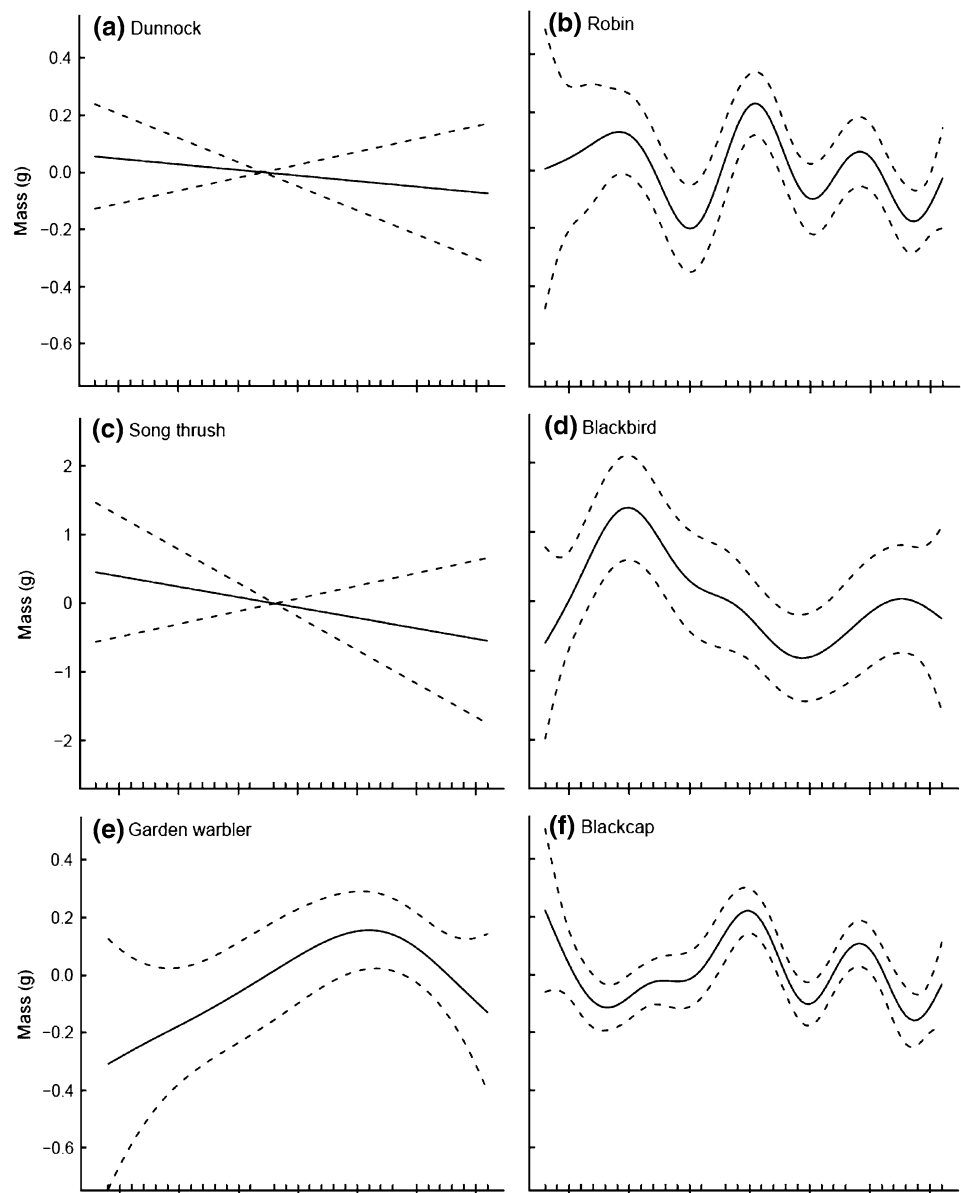 (a) Dunnock
(b) Robin
0.4
0.2
0.0
−0.2
−0.4
−0.6
Mass (g)
(c) Song thrush
(d) Blackbird
2
1
0
−1
−2
Mass (g)
(e) Garden warbler
(f) Blackcap
0.4
0.2
0.0
−0.2
−0.4
−0.6
Mass (g)